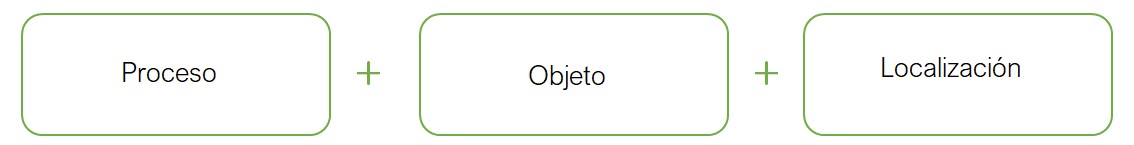 Proceso + Objeto + Localización